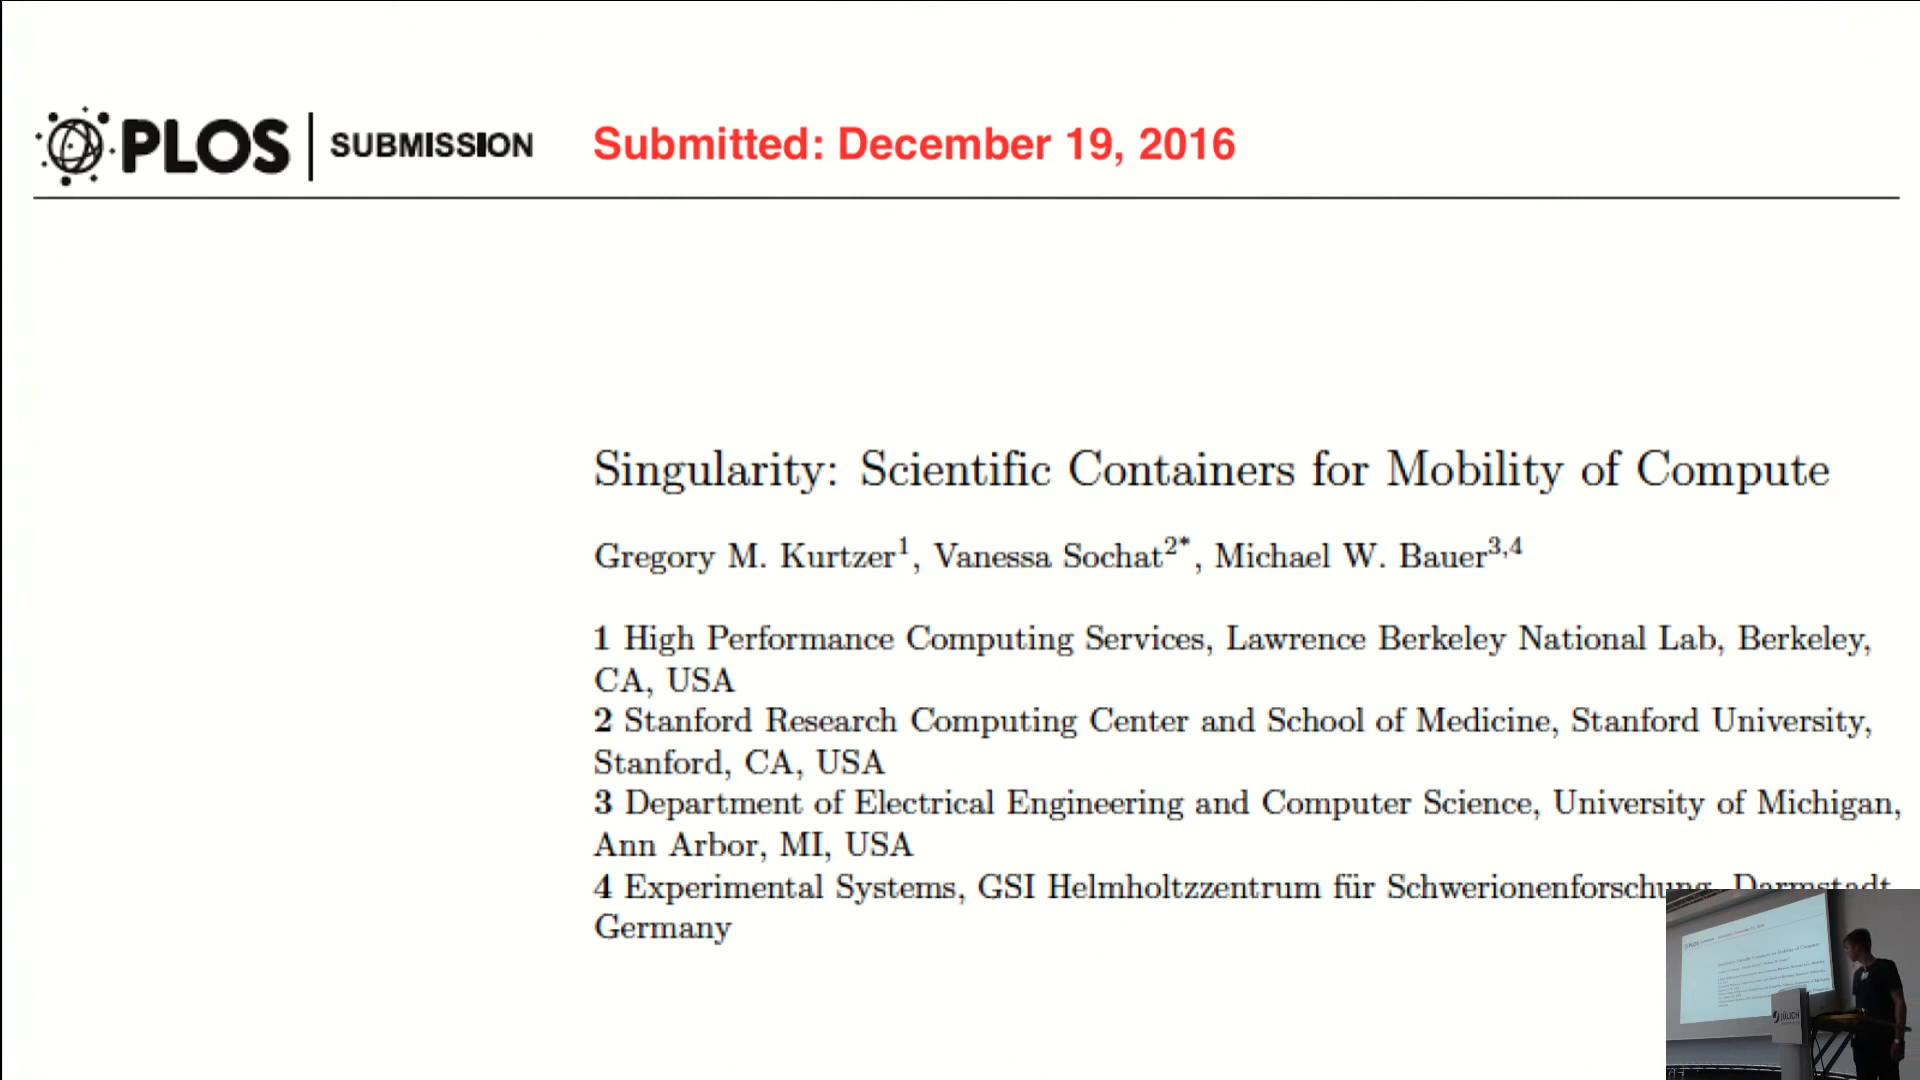 PLOS | SUBMISSION Submitted: December 19, 2016
Singularity: Scientific Containers for Mobility of Compute
Gregory M. Kurtzer1, Vanessa Sochat2*, Michael W. Bauer3,4
1 High Performance Computing Services, Lawrence Berkeley National Lab, Berkeley,
CA, USA
2 Stanford Research Computing Center and School of Medicine, Stanford University,
Stanford, CA, USA
3 Department of Electrical Engineering and Computer Science, University of Michigan,
Ann Arbor, MI, USA
4 Experimental Systems, GSI Helmholtzzentrum für Schwerionenforschung, Darmstadt
Germany
JÜLICH